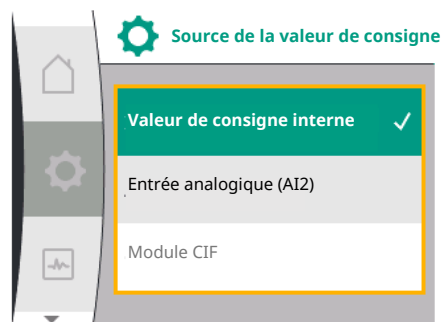 Source de la valeur de consigne
Valeur de consigne interne
Entrée analogique (AI2)
Module CIF